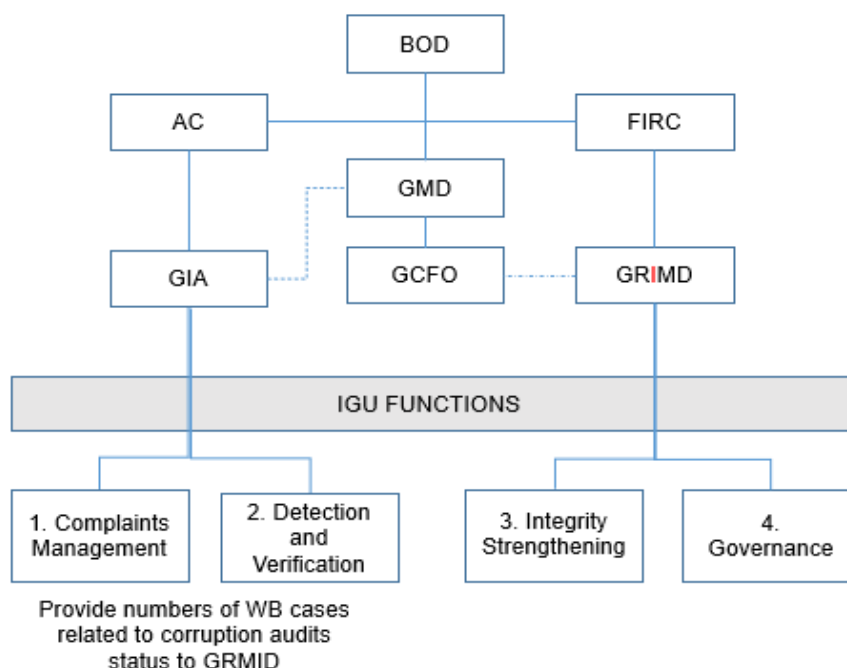 BOD
AC
FIRC
GMD
GIA
GCFO
GRIMD
IGU FUNCTIONS
1. Complaints
Management
2. Detection
and
Verification
3. Integrity
Strengthening
4.
Governance
Provide numbers of WB cases
related to corruption audits
status to GRMID